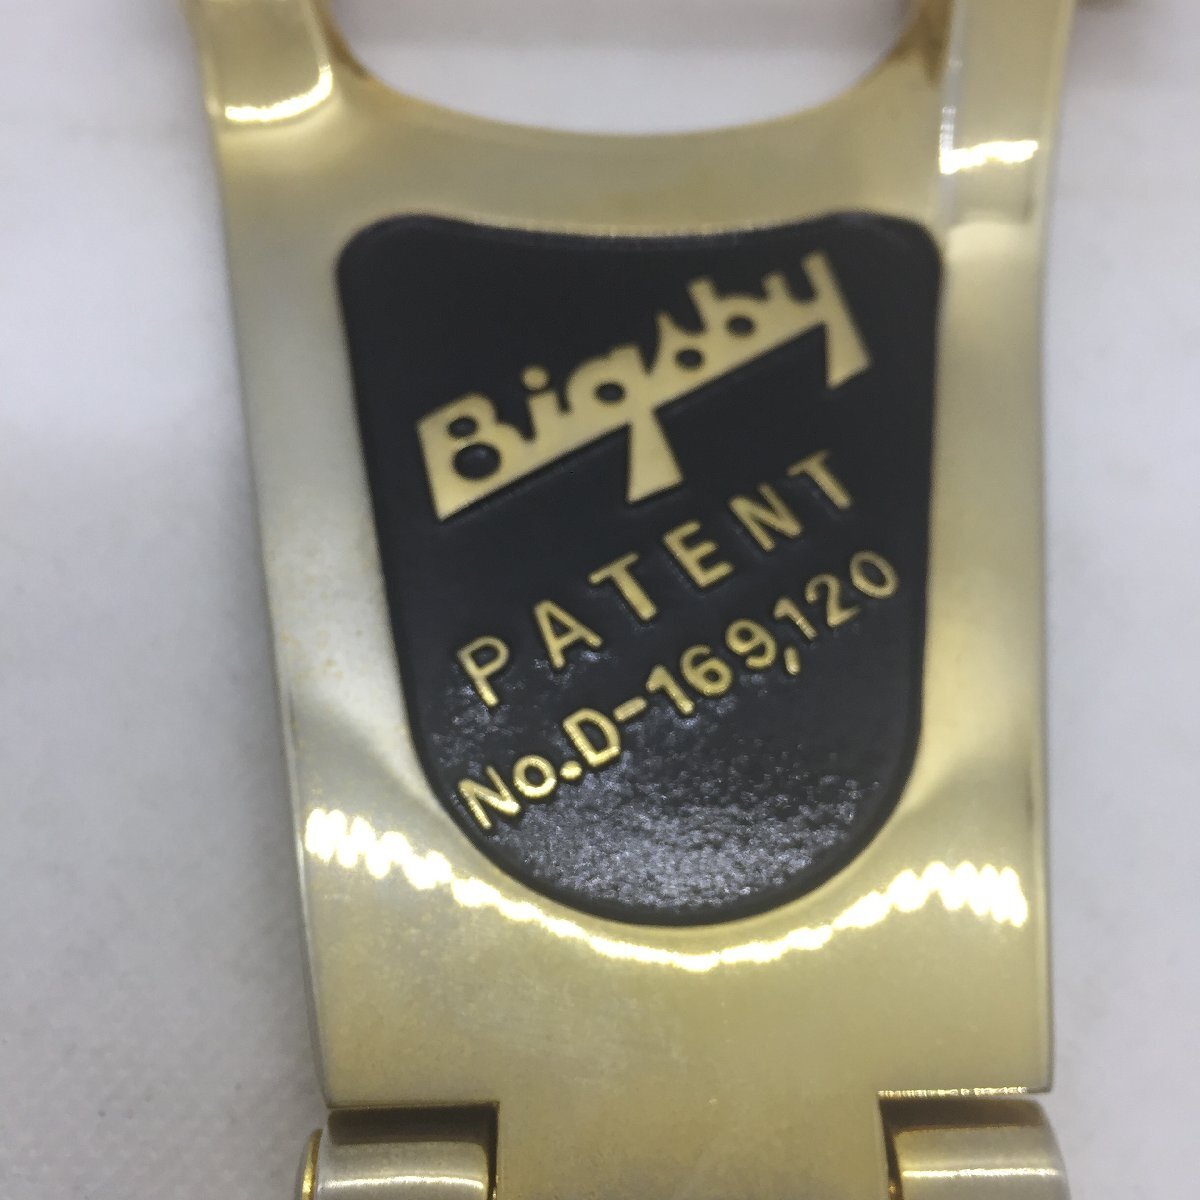 Bigsby
PATENT
No.D-169,120